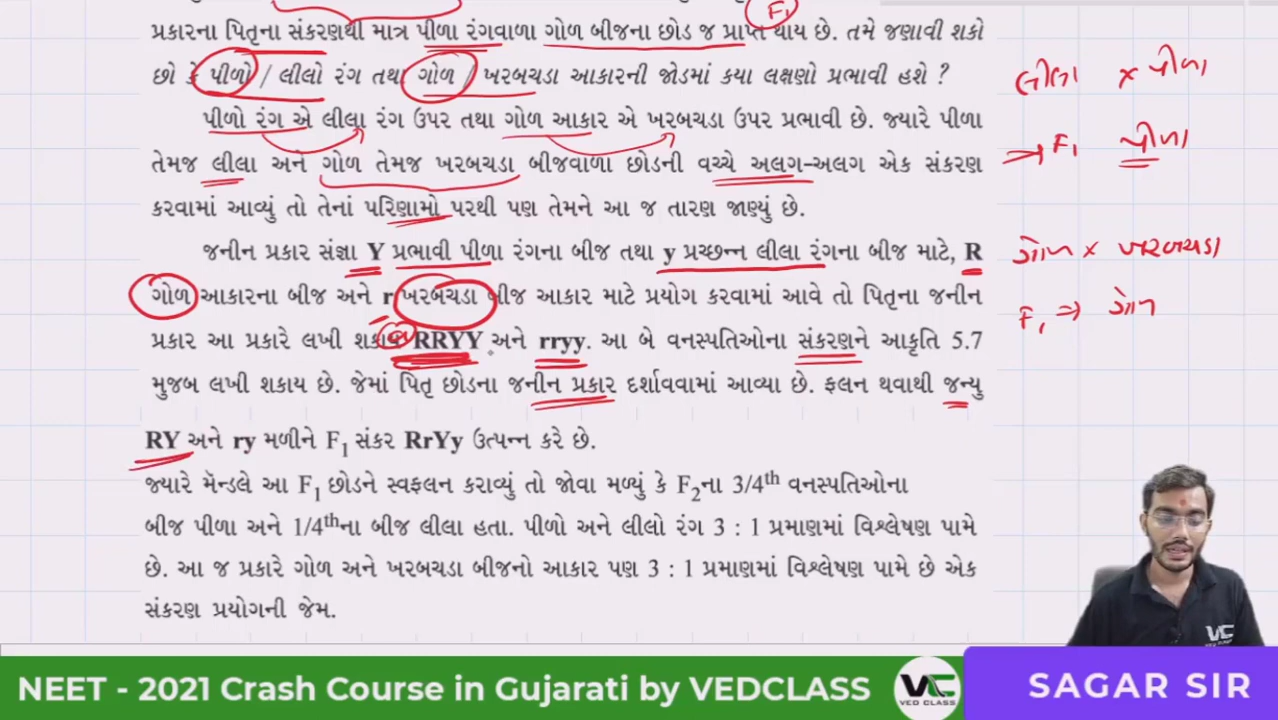 F₁
પ્રકારના પિતૃના સંકરણથી માત્ર પીળા રંગવાળા ગોળ બીજના છોડ જ પ્રાપ્ત થાય છે. તમે જણાવી શકો
છો કે પીળો / લીલો રંગ તથા ગોળ / ખરબચડા આકારની જોડમાં કયા લક્ષણો પ્રભાવી હશે ?
પીળો રંગ એ લીલા રંગ ઉપર તથા ગોળ આકાર એ ખરબચડા ઉપર પ્રભાવી છે. જ્યારે પીળા
તેમજ લીલા અને ગોળ તેમજ ખરબચડા બીજવાળા છોડની વચ્ચે અલગ-અલગ એક સંકરણ
કરવામાં આવ્યું તો તેનાં પરિણામો પરથી પણ તેમને આ જ તારણ જાણ્યું છે.
જનીન પ્રકાર સંજ્ઞા Y પ્રભાવી પીળા રંગના બીજ તથા y પ્રચ્છન્ન લીલા રંગના બીજ માટે, R
ગોળ આકારના બીજ અને r ખરબચડા બીજ આકાર માટે પ્રયોગ કરવામાં આવે તો પિતૃના જનીન
પ્રકાર આ પ્રકારે લખી શકાય RRYY અને rryy. આ બે વનસ્પતિઓના સંકરણને આકૃતિ 5.7
મુજબ લખી શકાય છે. જેમાં પિતૃ છોડના જનીન પ્રકાર દર્શાવવામાં આવ્યા છે. ફલન થવાથી જન્યુ
RY અને ry મળીને F₁ સંકર RrYy ઉત્પન્ન કરે છે.
જ્યારે મૅન્ડલે આ F₁ છોડને સ્વફલન કરાવ્યું તો જોવા મળ્યું કે F₂ના 3/4th વનસ્પતિઓના
બીજ પીળા અને 1/4thના બીજ લીલા હતા. પીળો અને લીલો રંગ 3 : 1 પ્રમાણમાં વિશ્લેષણ પામે
છે. આ જ પ્રકારે ગોળ અને ખરબચડા બીજનો આકાર પણ 3 : 1 પ્રમાણમાં વિશ્લેષણ પામે છે એક
સંકરણ પ્રયોગની જેમ.
લીલા × પીળા
→ F₁ પીળા
ગોળ × ખરબચડા
F₁ ⇒ ગોળ
VC
VED CLASS
NEET - 2021 Crash Course in Gujarati by VEDCLASS
VC
VED CLASS
SAGAR SIR